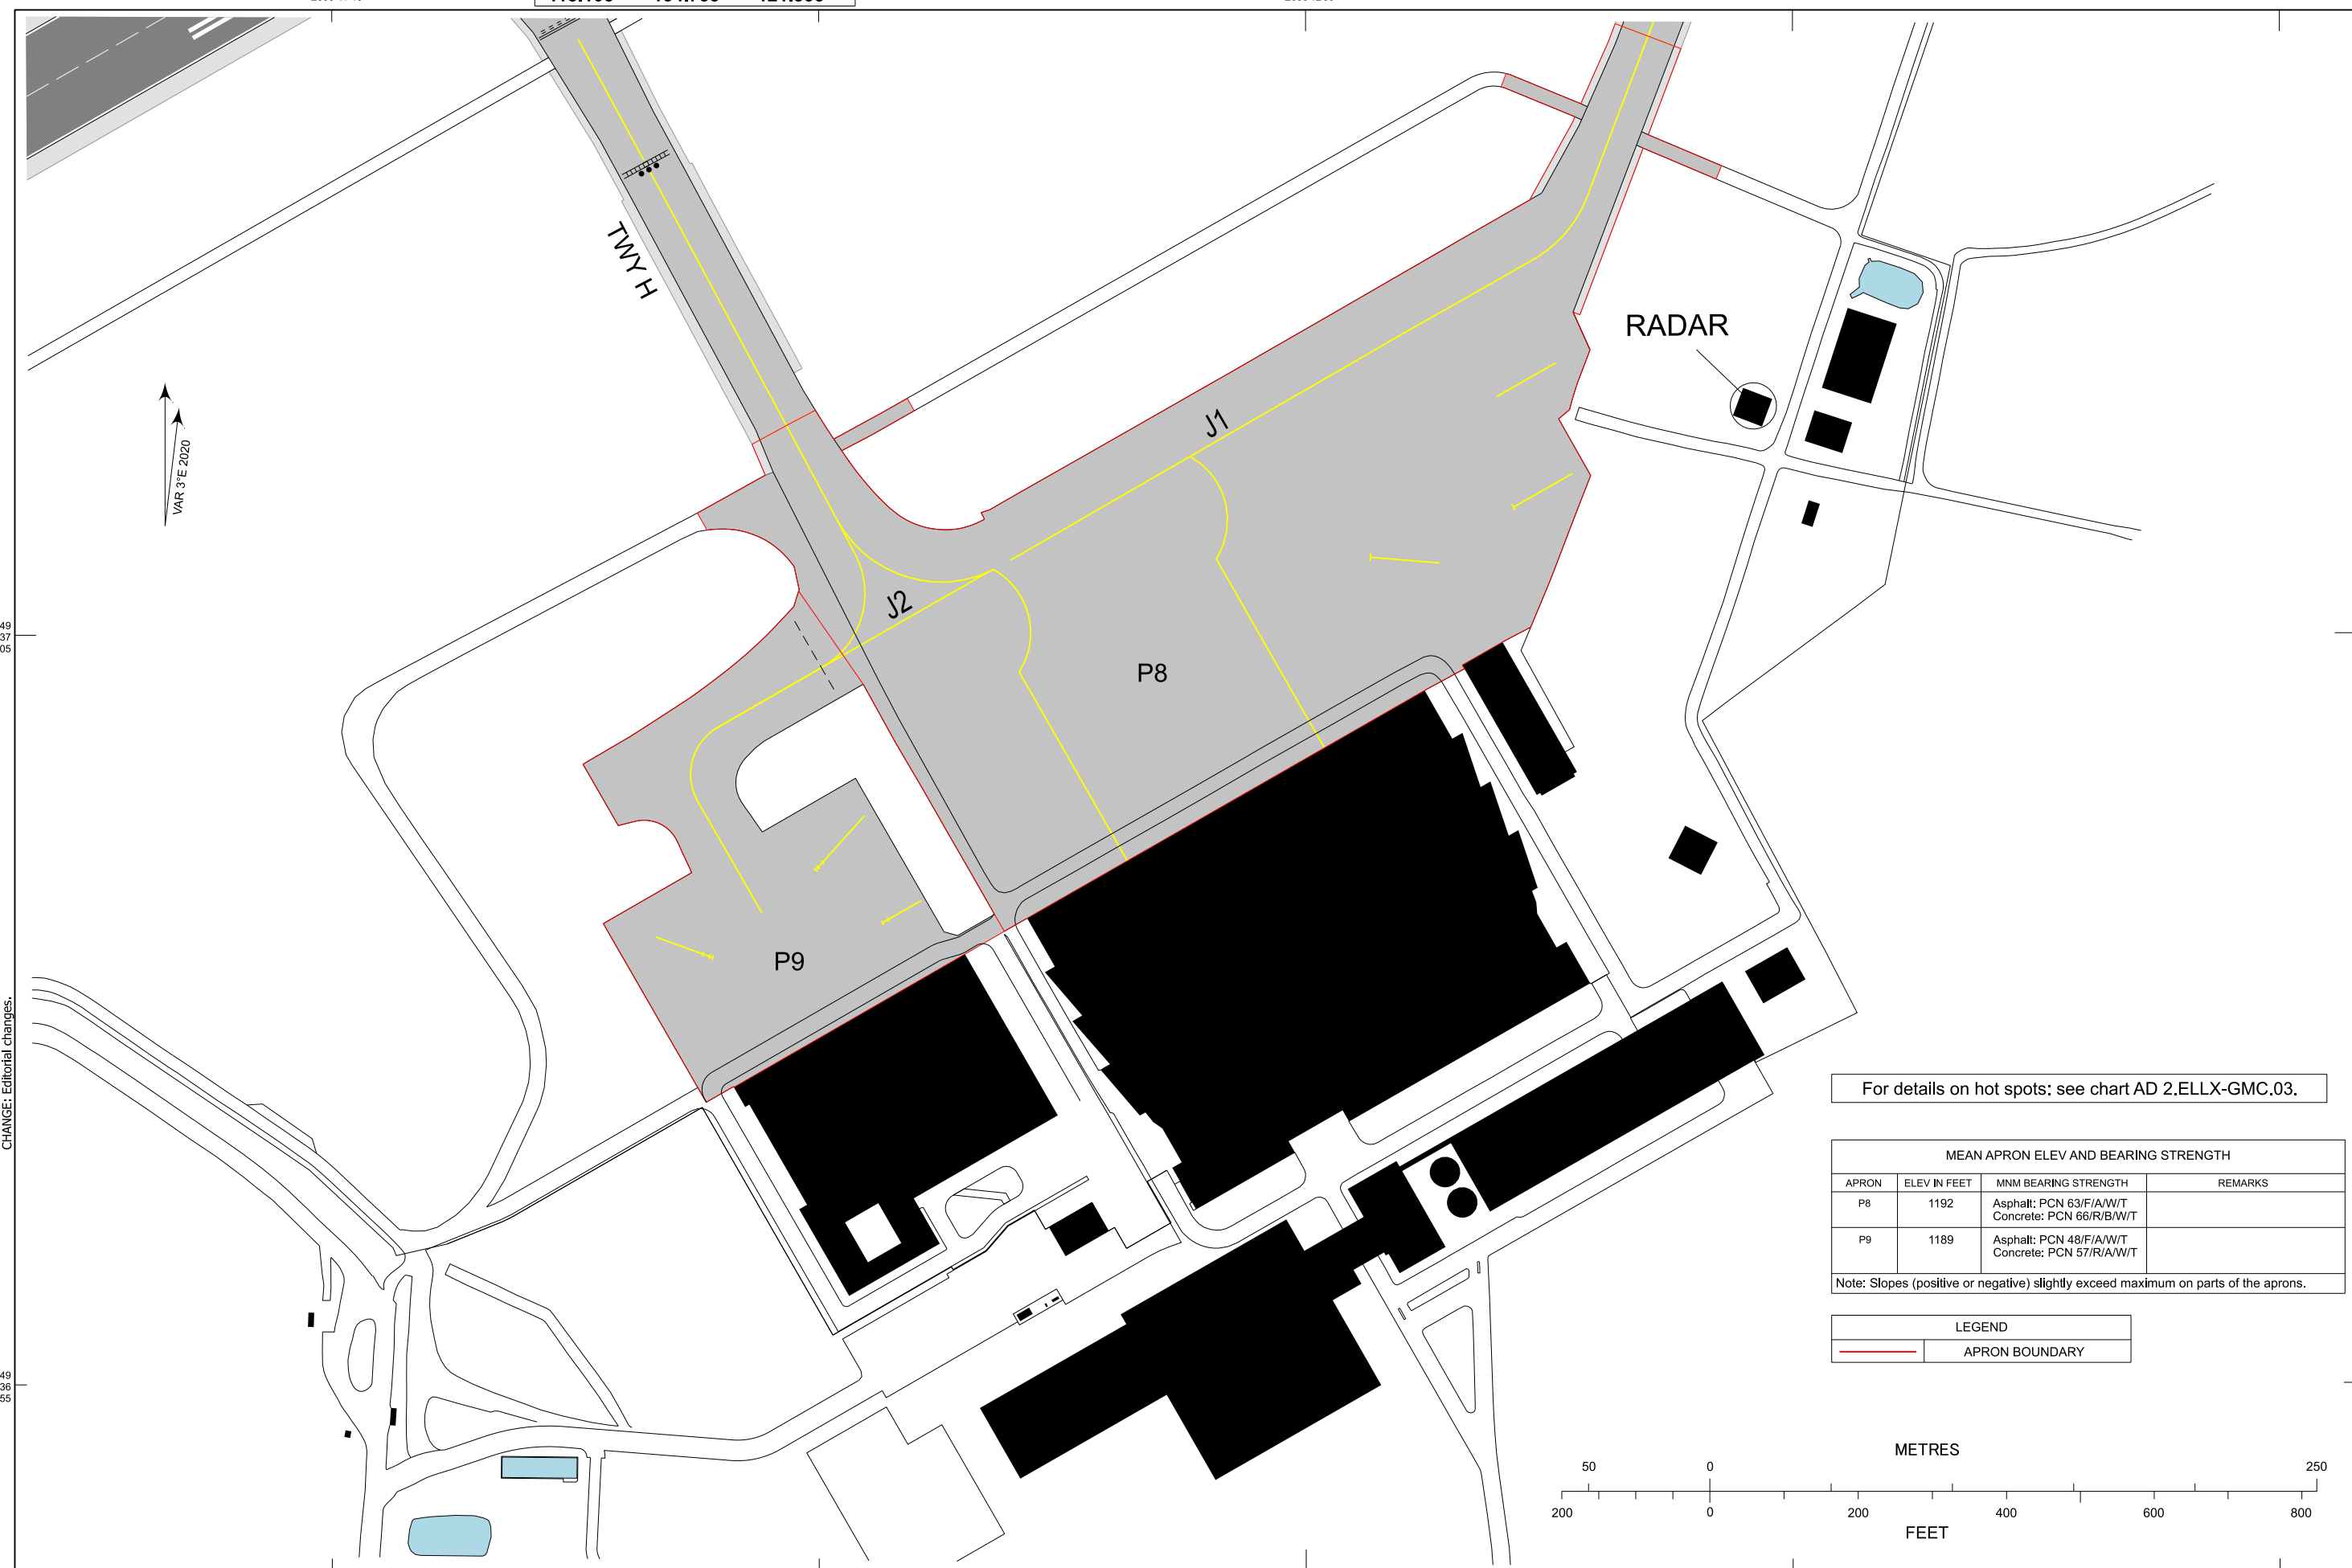 TWY H
RADAR
VAR 3°E 2020
J1
J2
P8
P9
49
37
05
CHANGE: Editorial changes.
For details on hot spots: see chart AD 2.ELLX-GMC.03.
MEAN APRON ELEV AND BEARING STRENGTH
APRON ELEV IN FEET MNM BEARING STRENGTH REMARKS
P8 1192 Asphalt: PCN 63/F/A/W/T
Concrete: PCN 66/R/B/W/T
P9 1189 Asphalt: PCN 48/F/A/W/T
Concrete: PCN 57/R/A/W/T
Note: Slopes (positive or negative) slightly exceed maximum on parts of the aprons.
LEGEND
APRON BOUNDARY
49
36
55
METRES
50 0 250
200 0 200 400 600 800
FEET